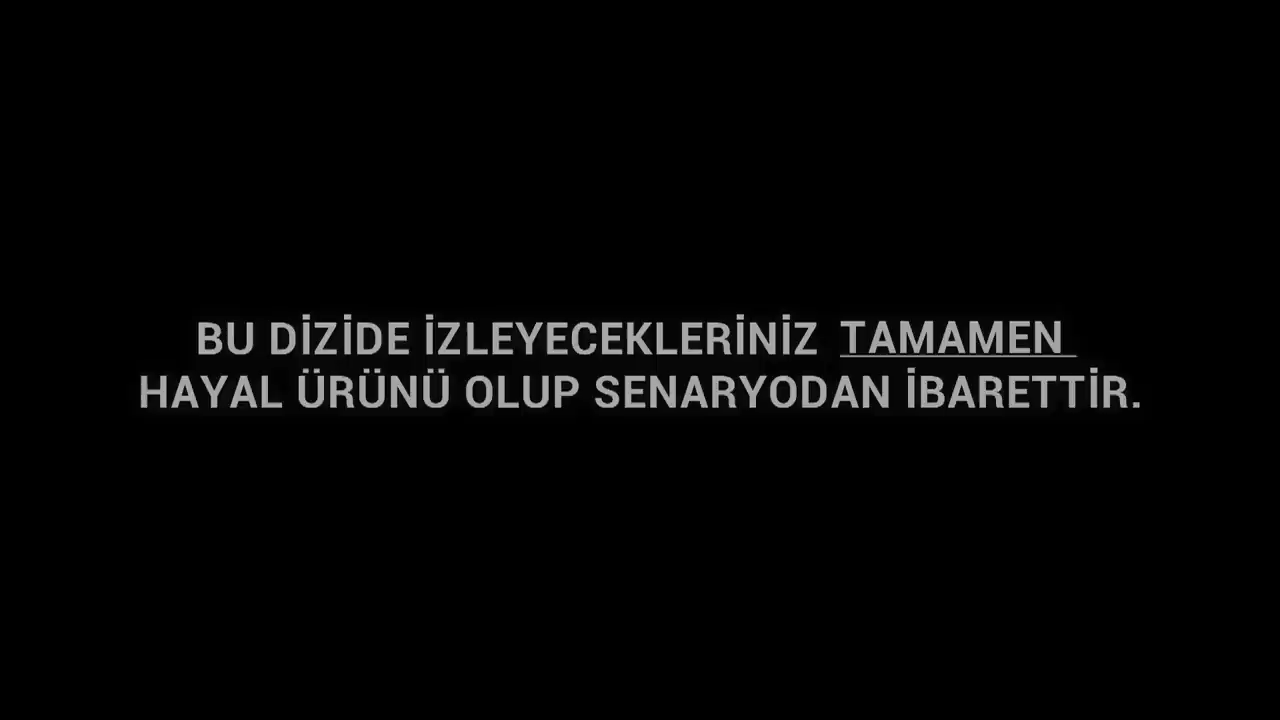 BU DİZİDE İZLEYECEKLERİNİZ TAMAMEN
HAYAL ÜRÜNÜ OLUP SENARYODAN İBARETTİR.